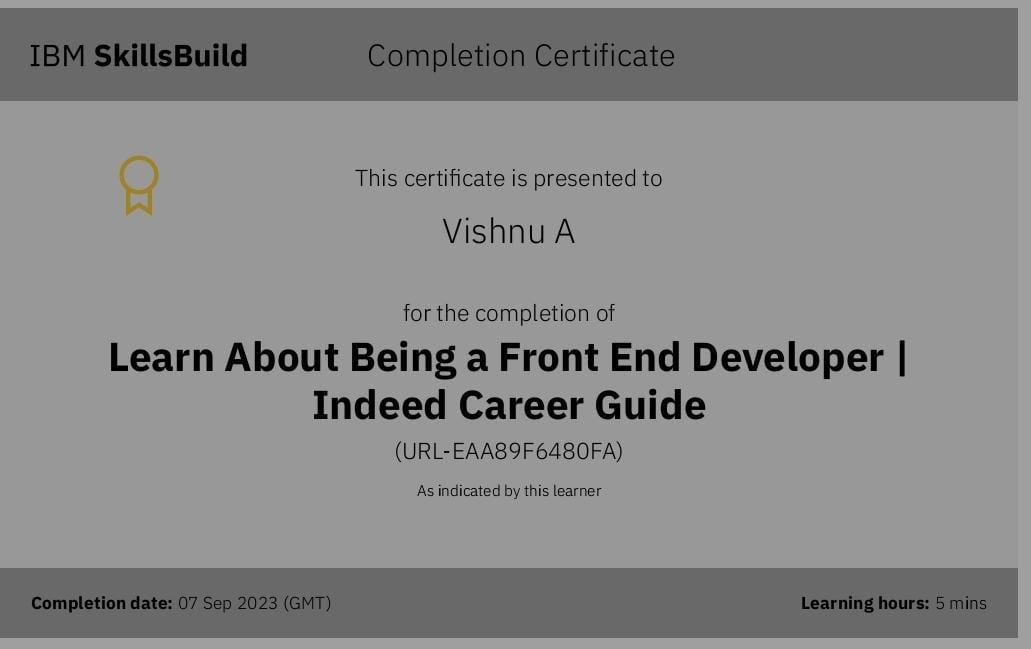 IBM SkillsBuild
Completion Certificate
This certificate is presented to
Vishnu A
for the completion of
Learn About Being a Front End Developer |
Indeed Career Guide
(URL-EAA89F6480FA)
As indicated by this learner
Completion date: 07 Sep 2023 (GMT)
Learning hours: 5 mins